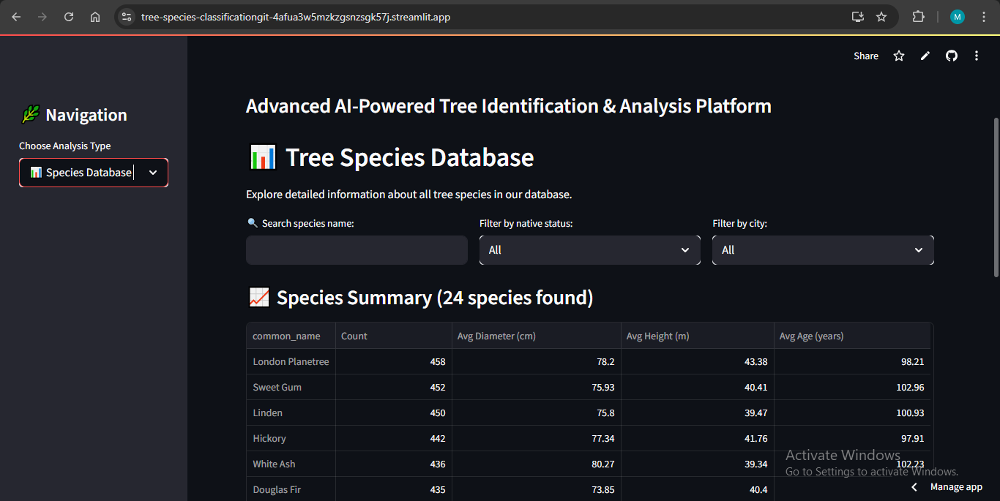 tree-species-classificationgit-4afua3w5mzkzgsnzsgk57j.streamlit.app
M
Share
Navigation
Choose Analysis Type
Species Database
Advanced AI-Powered Tree Identification & Analysis Platform
Tree Species Database
Explore detailed information about all tree species in our database.
Search species name: Filter by native status: Filter by city:
All All
Species Summary (24 species found)
common_name Count Avg Diameter (cm) Avg Height (m) Avg Age (years)
London Planetree 458 78.2 43.38 98.21
Sweet Gum 452 75.93 40.41 102.96
Linden 450 75.8 39.47 100.93
Hickory 442 77.34 41.76 97.91
White Ash 436 80.27 39.34 102.23
Douglas Fir 435 73.85 40.4
Activate Windows
Go to Settings to activate Windows.
Manage app